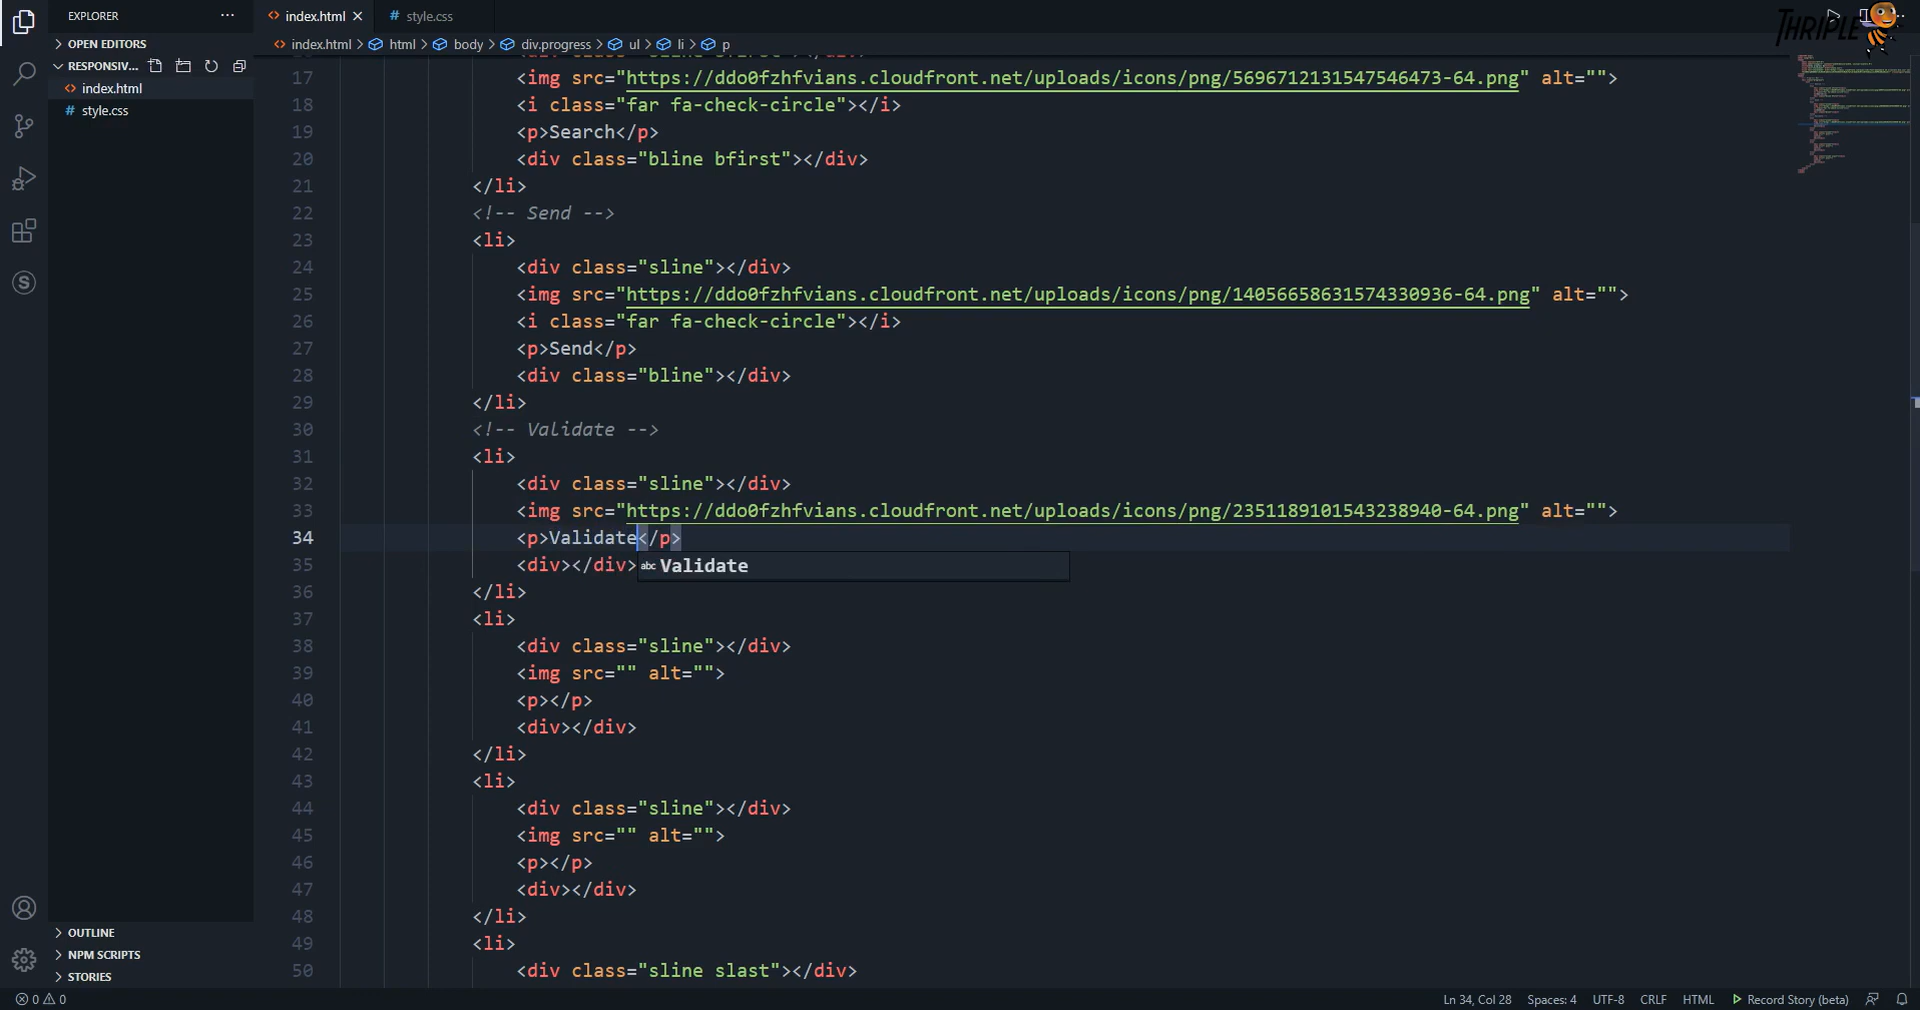 EXPLORER
index.html
style.css
THRIPLE
OPEN EDITORS
index.html > html > body > div.progress > ul > li > p
RESPONSIV...
index.html
style.css
17 <img src="https://ddo0fzhfvians.cloudfront.net/uploads/icons/png/5696712131547546473-64.png" alt="">
18 <i class="far fa-check-circle"></i>
19 <p>Search</p>
20 <div class="bline bfirst"></div>
21 </li>
22 <!-- Send -->
23 <li>
24 <div class="sline"></div>
25 <img src="https://ddo0fzhfvians.cloudfront.net/uploads/icons/png/14056658631574330936-64.png" alt="">
26 <i class="far fa-check-circle"></i>
27 <p>Send</p>
28 <div class="bline"></div>
29 </li>
30 <!-- Validate -->
31 <li>
32 <div class="sline"></div>
33 <img src="https://ddo0fzhfvians.cloudfront.net/uploads/icons/png/2351189101543238940-64.png" alt="">
34 <p>Validate</p>
35 <div></div>
abc Validate
36 </li>
37 <li>
38 <div class="sline"></div>
39 <img src="" alt="">
40 <p></p>
41 <div></div>
42 </li>
43 <li>
44 <div class="sline"></div>
45 <img src="" alt="">
46 <p></p>
47 <div></div>
48 </li>
49 <li>
50 <div class="sline slast"></div>
OUTLINE
NPM SCRIPTS
STORIES
0 0
Ln 34, Col 28 Spaces: 4 UTF-8 CRLF HTML Record Story (beta)